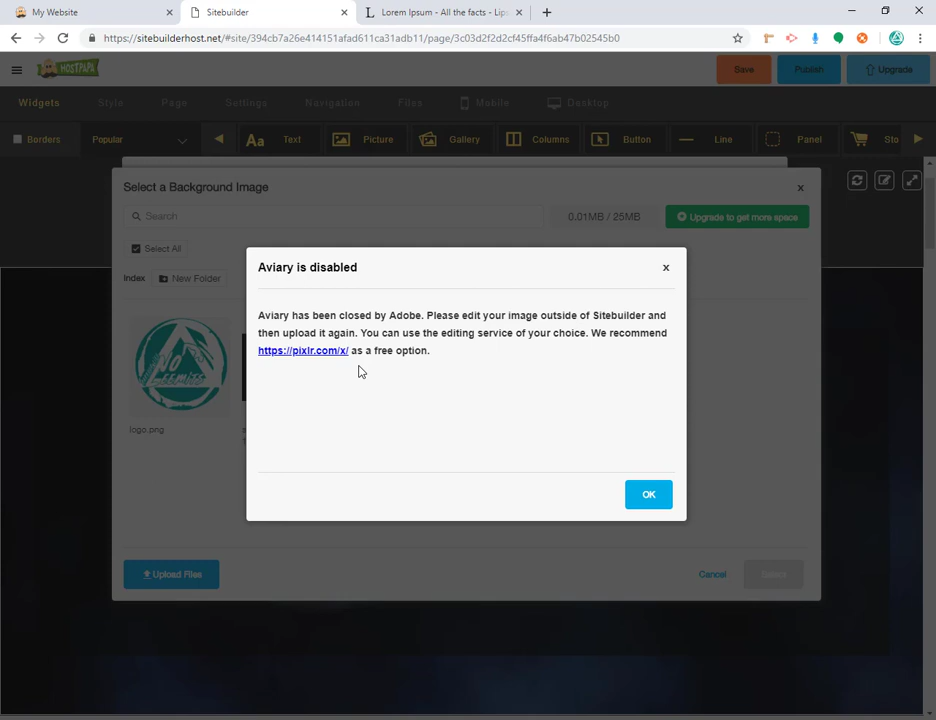 My Website x Sitebuilder x Lorem Ipsum - All the facts - Lips x +
https://sitebuilderhost.net/#site/394cb7a26e414151afad611ca31adb11/page/3c03d2f2d2cf45ffa4f6ab47b02545b0
HOSTPAPA Save Publish Upgrade
Widgets Style Page Settings Navigation Files Mobile Desktop
Borders Popular Aa Text Picture Gallery Columns Button Line Panel Sto
Select a Background Image x
Search 0.01MB / 25MB Upgrade to get more space
Select All
Index New Folder
Aviary is disabled x
Aviary has been closed by Adobe. Please edit your image outside of Sitebuilder and
then upload it again. You can use the editing service of your choice. We recommend
https://pixlr.com/x/ as a free option.
logo.png
OK
Upload Files Cancel Select